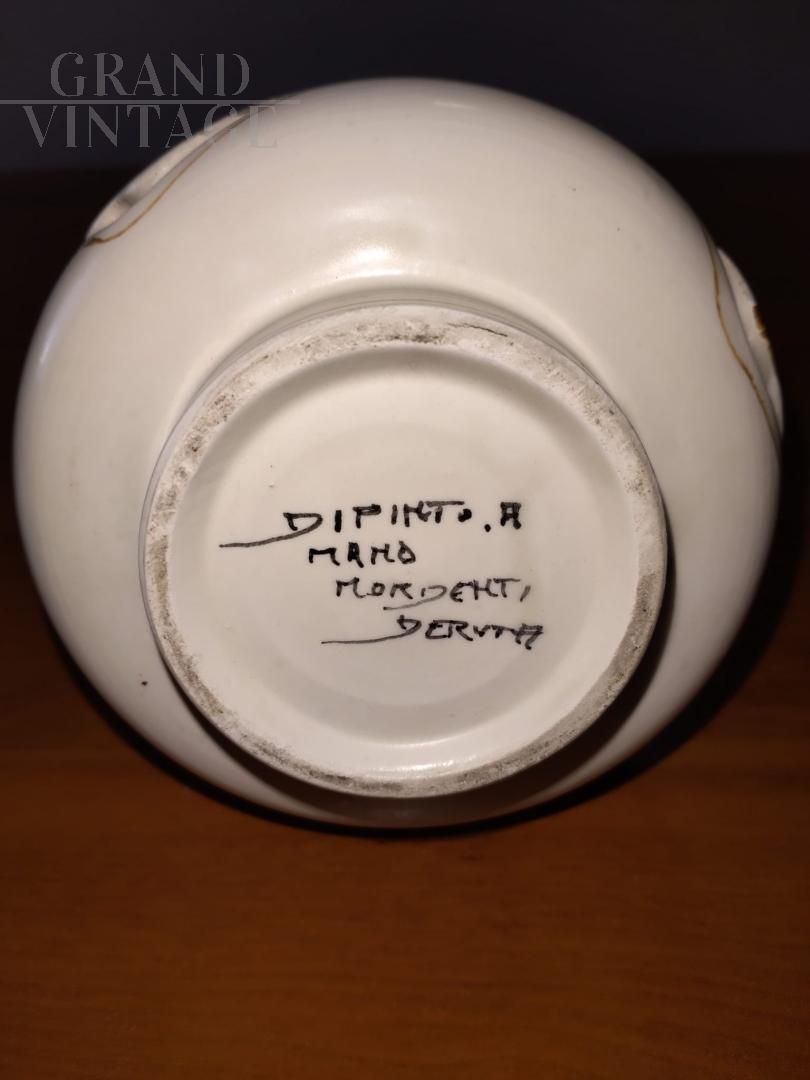 GRAND
VINTAGE
DIPINTO. A
MANO
MORDENTI
DERUTA